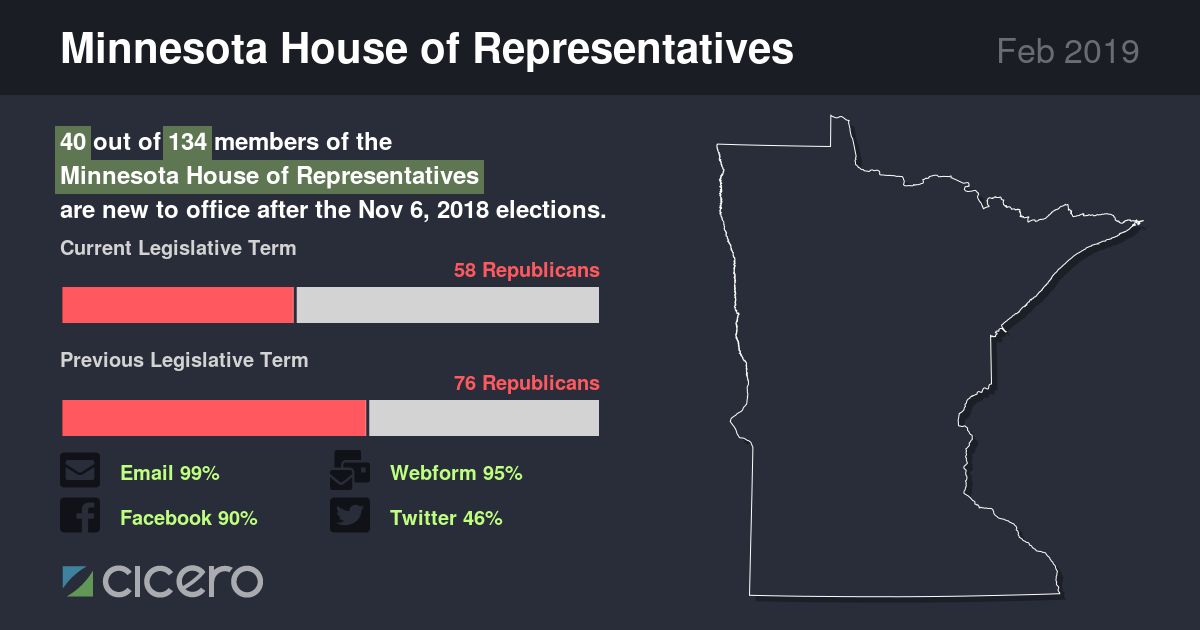 Minnesota House of Representatives
Feb 2019
40 out of 134 members of the
Minnesota House of Representatives
are new to office after the Nov 6, 2018 elections.
Current Legislative Term
58 Republicans
Previous Legislative Term
76 Republicans
Email 99%
Webform 95%
Facebook 90%
Twitter 46%
cicero